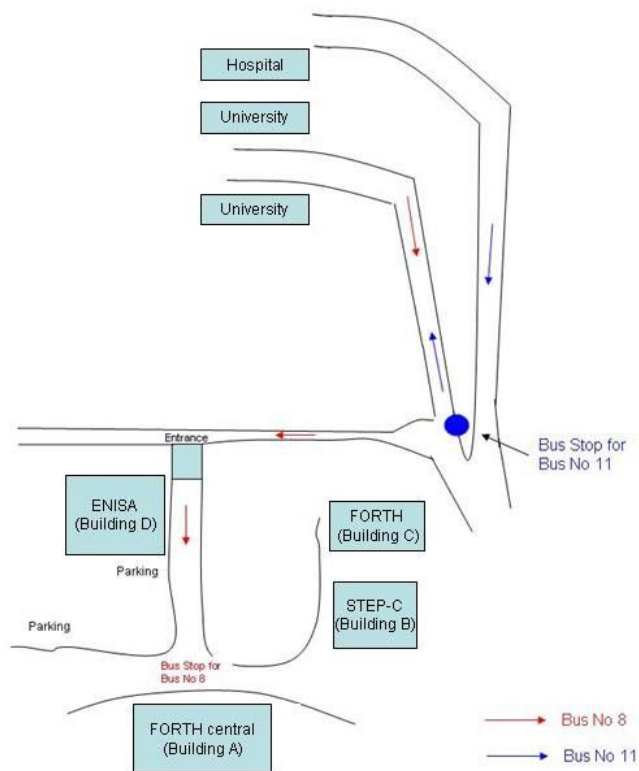 Hospital
University
University
Entrance
Bus Stop for
Bus No 11
ENISA
(Building D)
FORTH
(Building C)
Parking
STEP-C
(Building B)
Parking
Bus Stop for
Bus No 8
FORTH central
(Building A)
Bus No 8
Bus No 11